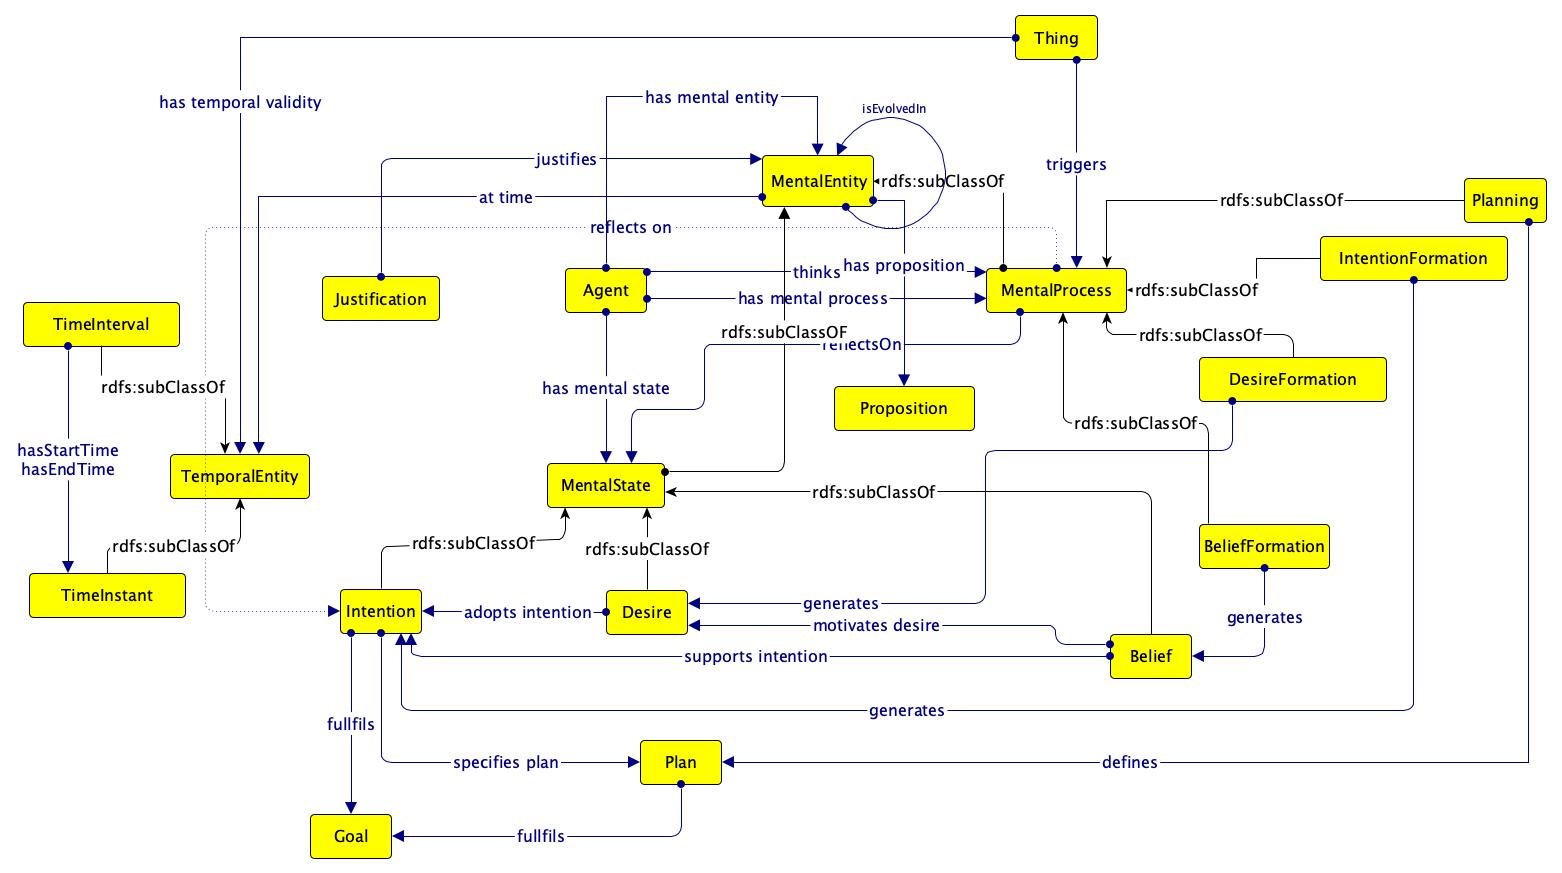 Thing
has temporal validity
has mental entity
isEvolvedIn
justifies
MentalEntity
rdfs:subClassOf
triggers
at time
rdfs:subClassOf
Planning
reflects on
IntentionFormation
thinks
has proposition
Justification
Agent
has mental process
MentalProcess
rdfs:subClassOf
TimeInterval
rdfs:subClassOF
reflectsOn
rdfs:subClassOf
DesireFormation
rdfs:subClassOf
has mental state
Proposition
rdfs:subClassOf
hasStartTime
hasEndTime
TemporalEntity
MentalState
rdfs:subClassOf
rdfs:subClassOf
rdfs:subClassOf
rdfs:subClassOf
BeliefFormation
TimeInstant
Intention
adopts intention
Desire
generates
motivates desire
generates
supports intention
Belief
generates
fullfils
specifies plan
Plan
defines
Goal
fullfils